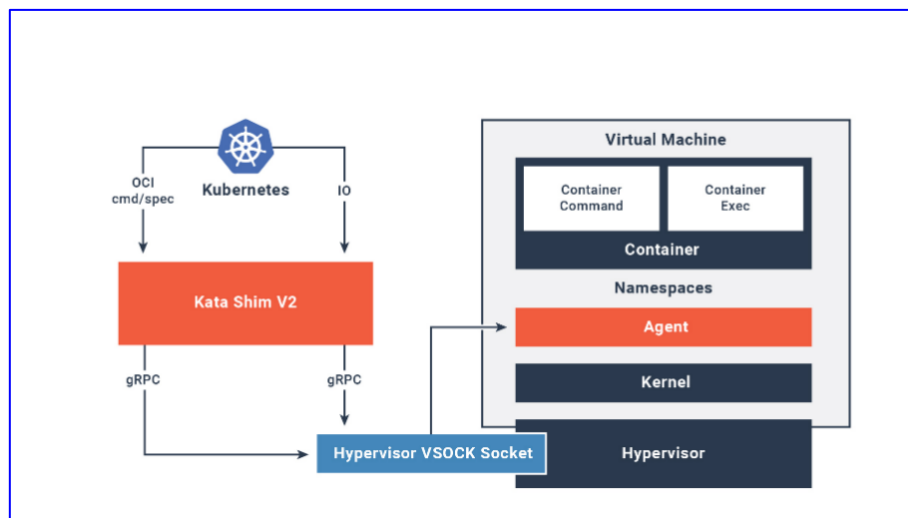 Kubernetes
OCI
cmd/spec
IO
Kata Shim V2
gRPC
gRPC
Hypervisor VSOCK Socket
Virtual Machine
Container
Command
Container
Exec
Container
Namespaces
Agent
Kernel
Hypervisor